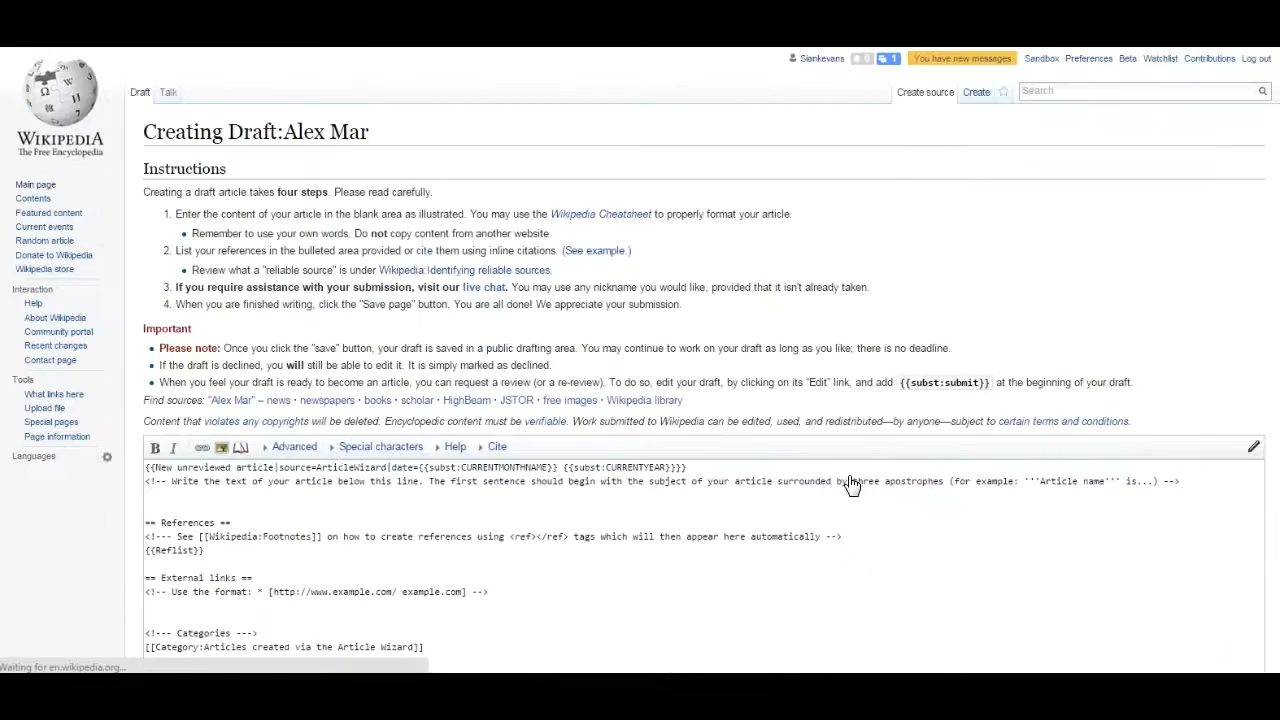 Sienkevans 0 1 You have new messages Sandbox Preferences Beta Watchlist Contributions Log out
WIKIPEDIA
The Free Encyclopedia
Draft Talk Create source Create Search
Creating Draft:Alex Mar
Instructions
Creating a draft article takes four steps. Please read carefully.
1. Enter the content of your article in the blank area as illustrated. You may use the Wikipedia Cheatsheet to properly format your article.
• Remember to use your own words. Do not copy content from another website.
2. List your references in the bulleted area provided or cite them using inline citations. (See example.)
• Review what a "reliable source" is under Wikipedia:Identifying reliable sources.
3. If you require assistance with your submission, visit our live chat. You may use any nickname you would like, provided that it isn't already taken.
4. When you are finished writing, click the "Save page" button. You are all done! We appreciate your submission.
Important
• Please note: Once you click the "save" button, your draft is saved in a public drafting area. You may continue to work on your draft as long as you like; there is no deadline.
• If the draft is declined, you will still be able to edit it. It is simply marked as declined.
• When you feel your draft is ready to become an article, you can request a review (or a re-review). To do so, edit your draft, by clicking on its "Edit" link, and add {{subst:submit}} at the beginning of your draft.
Find sources: "Alex Mar" – news · newspapers · books · scholar · HighBeam · JSTOR · free images · Wikipedia library
Content that violates any copyrights will be deleted. Encyclopedic content must be verifiable. Work submitted to Wikipedia can be edited, used, and redistributed—by anyone—subject to certain terms and conditions.
B I Advanced Special characters Help Cite
{{New unreviewed article|source=ArticleWizard|date={{subst:CURRENTMONTHNAME}} {{subst:CURRENTYEAR}}}}
<!-- Write the text of your article below this line. The first sentence should begin with the subject of your article surrounded by three apostrophes (for example: '''Article name''' is...) -->
== References ==
<!--- See [[Wikipedia:Footnotes]] on how to create references using <ref></ref> tags which will then appear here automatically -->
{{Reflist}}
== External links ==
<!-- Use the format: * [http://www.example.com/ example.com] -->
<!--- Categories --->
[[Category:Articles created via the Article Wizard]]
Main page
Contents
Featured content
Current events
Random article
Donate to Wikipedia
Wikipedia store
Interaction
Help
About Wikipedia
Community portal
Recent changes
Contact page
Tools
What links here
Upload file
Special pages
Page information
Languages
Waiting for en.wikipedia.org...